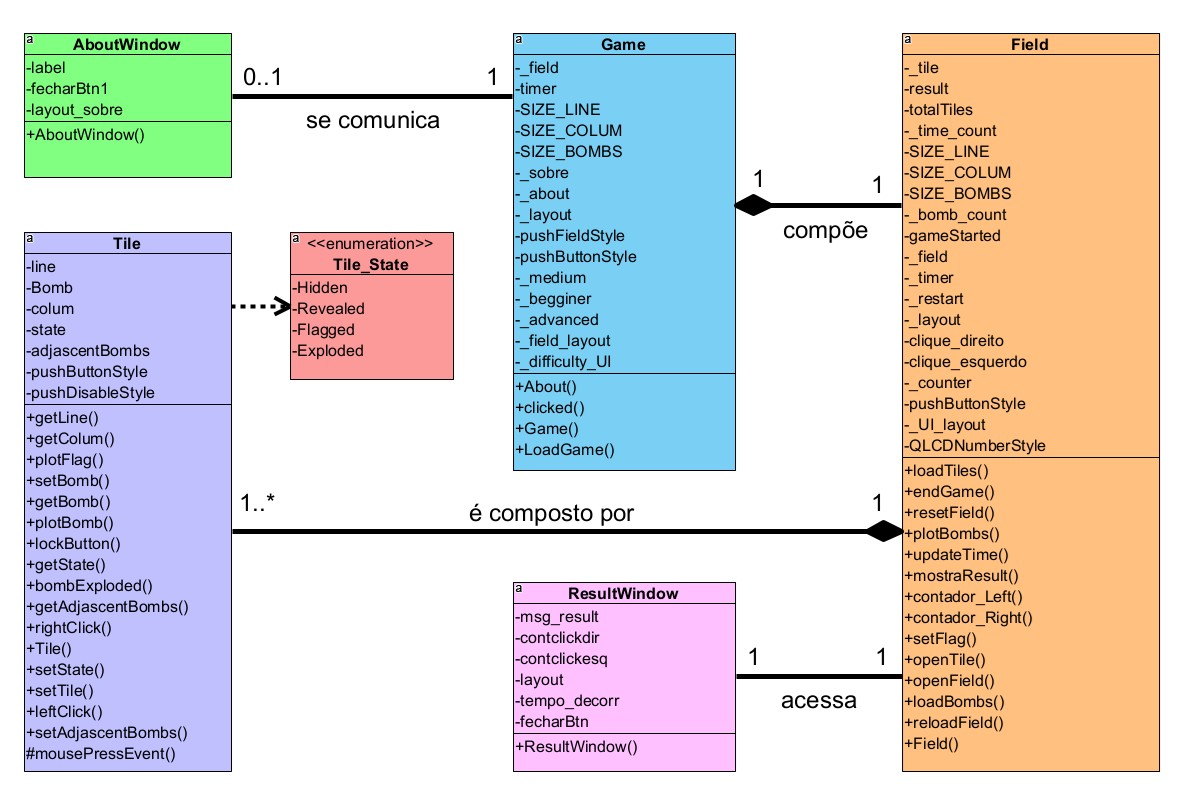 a
AboutWindow
-label
-fecharBtn1
-layout_sobre
+AboutWindow()
0..1
1
se comunica
a
Game
-_field
-timer
-SIZE_LINE
-SIZE_COLUM
-SIZE_BOMBS
-_sobre
-_about
-_layout
-pushFieldStyle
-pushButtonStyle
-_medium
-_begginer
-_advanced
-_field_layout
-_difficulty_UI
+About()
+clicked()
+Game()
+LoadGame()
1
1
compõe
a
Field
-_tile
-result
-totalTiles
-_time_count
-SIZE_LINE
-SIZE_COLUM
-SIZE_BOMBS
-_bomb_count
-gameStarted
-_field
-_timer
-_restart
-_layout
-clique_direito
-clique_esquerdo
-_counter
-pushButtonStyle
-_UI_layout
-QLCDNumberStyle
+loadTiles()
+endGame()
+resetField()
+plotBombs()
+updateTime()
+mostraResult()
+contador_Left()
+contador_Right()
+setFlag()
+openTile()
+openField()
+loadBombs()
+reloadField()
+Field()
a
Tile
-line
-Bomb
-colum
-state
-adjascentBombs
-pushButtonStyle
-pushDisableStyle
+getLine()
+getColum()
+plotFlag()
+setBomb()
+getBomb()
+plotBomb()
+lockButton()
+getState()
+bombExploded()
+getAdjascentBombs()
+rightClick()
+Tile()
+setState()
+setTile()
+leftClick()
+setAdjascentBombs()
#mousePressEvent()
a
<<enumeration>>
Tile_State
-Hidden
-Revealed
-Flagged
-Exploded
1..*
1
é composto por
a
ResultWindow
-msg_result
-contclickdir
-contclickesq
-layout
-tempo_decorr
-fecharBtn
+ResultWindow()
1
1
acessa